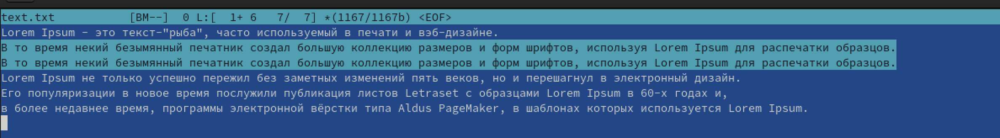 text.txt [BM--] 0 L:[ 1+ 6 7/ 7] *(1167/1167b) <EOF>
Lorem Ipsum - это текст-"рыба", часто используемый в печати и вэб-дизайне.
В то время некий безымянный печатник создал большую коллекцию размеров и форм шрифтов, используя Lorem Ipsum для распечатки образцов.
В то время некий безымянный печатник создал большую коллекцию размеров и форм шрифтов, используя Lorem Ipsum для распечатки образцов.
Lorem Ipsum не только успешно пережил без заметных изменений пять веков, но и перешагнул в электронный дизайн.
Его популяризации в новое время послужили публикация листов Letraset с образцами Lorem Ipsum в 60-х годах и,
в более недавнее время, программы электронной вёрстки типа Aldus PageMaker, в шаблонах которых используется Lorem Ipsum.